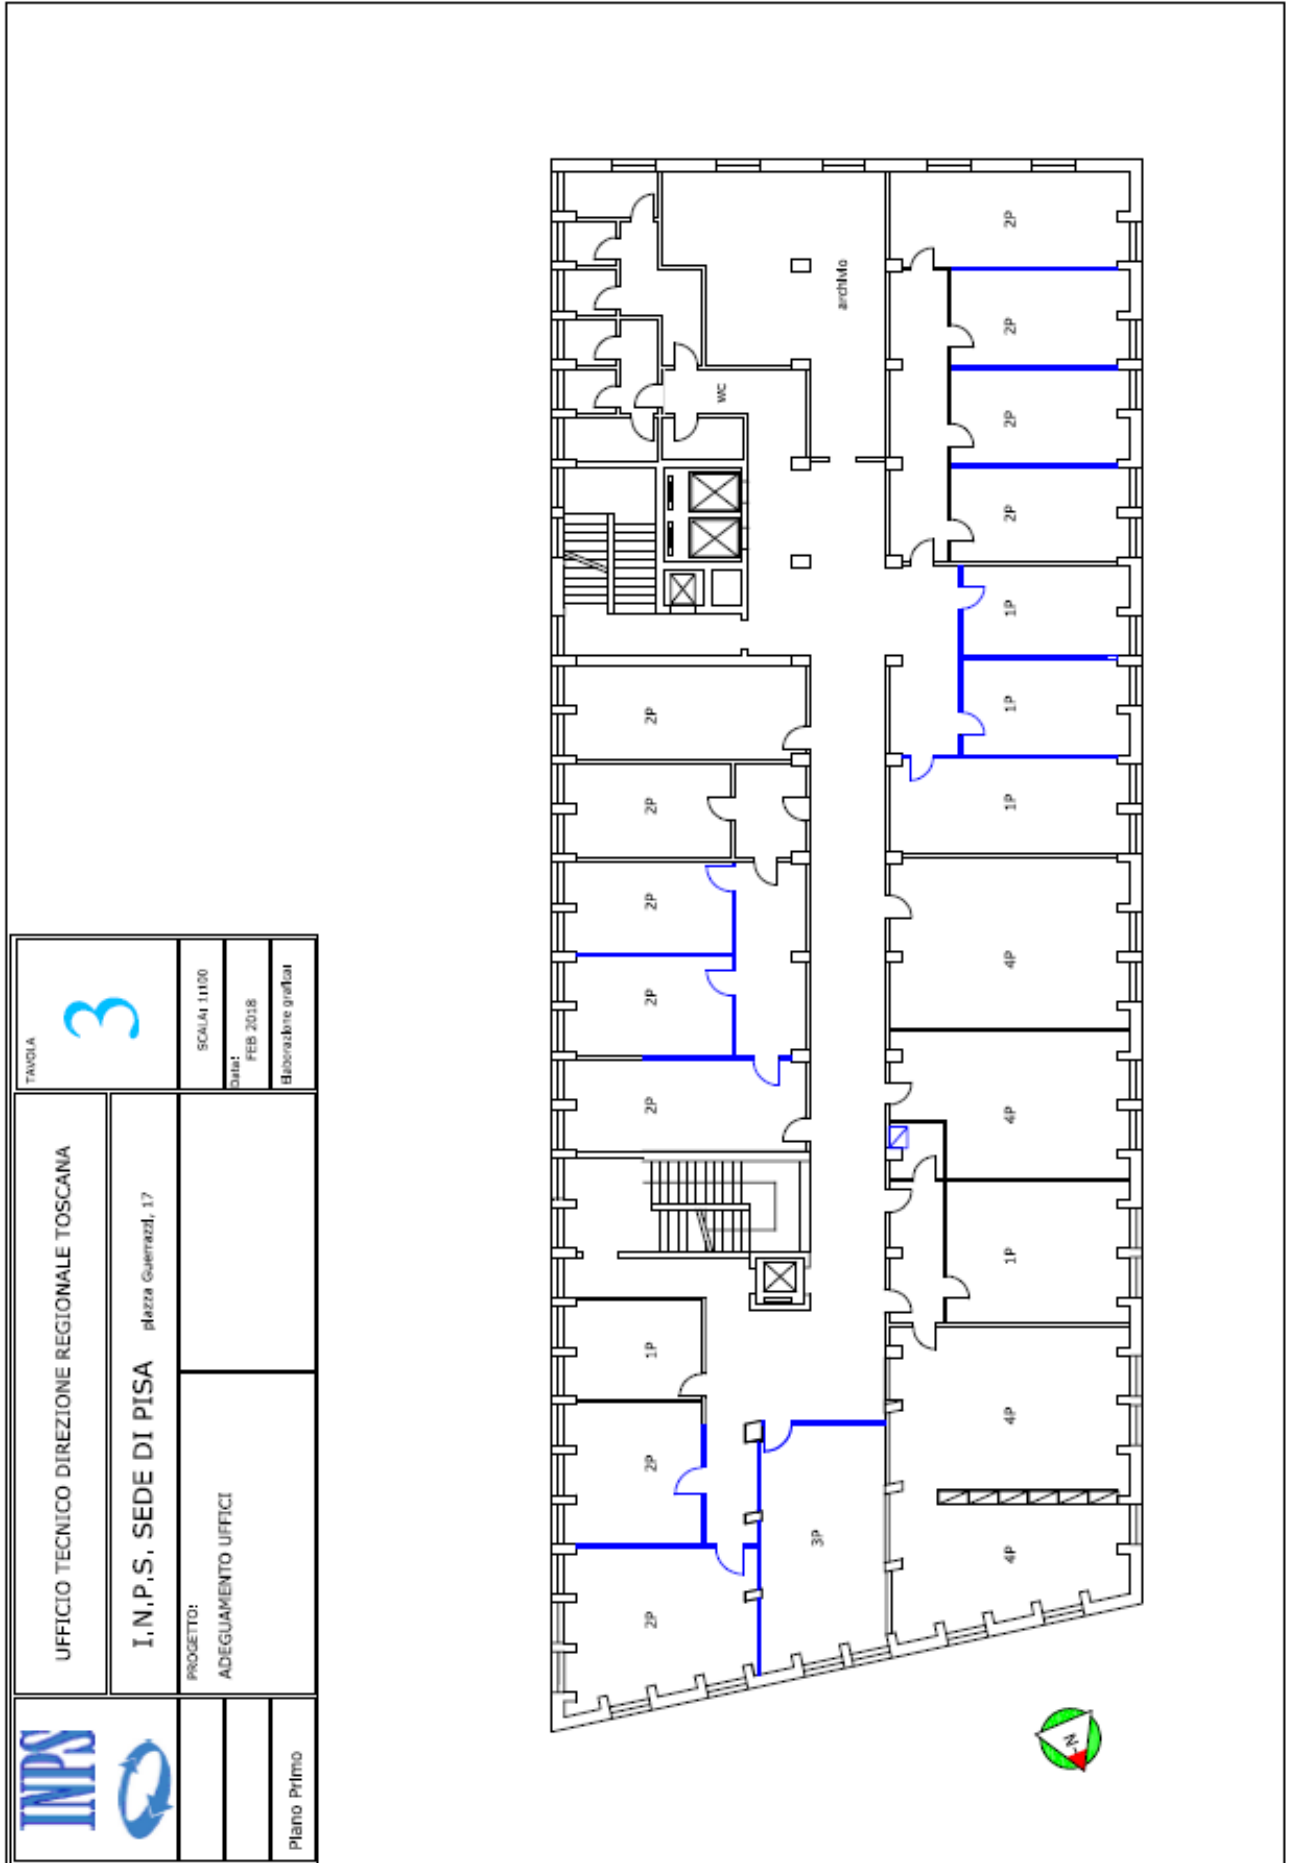 TAVOLA
3
SCALA: 1:100
Data:
FEB 2018
Elaborazione grafica:
UFFICIO TECNICO DIREZIONE REGIONALE TOSCANA
I.N.P.S. SEDE DI PISA piazza Guerrazzi, 17
PROGETTO:
ADEGUAMENTO UFFICI
INPS
Piano Primo
archivio
WC
2P
2P
2P
2P
2P
1P
2P
2P
2P
2P
2P
2P
1P
1P
1P
4P
4P
1P
4P
4P
3P
N